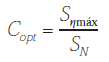 C_opt = S_ηmáx / S_N